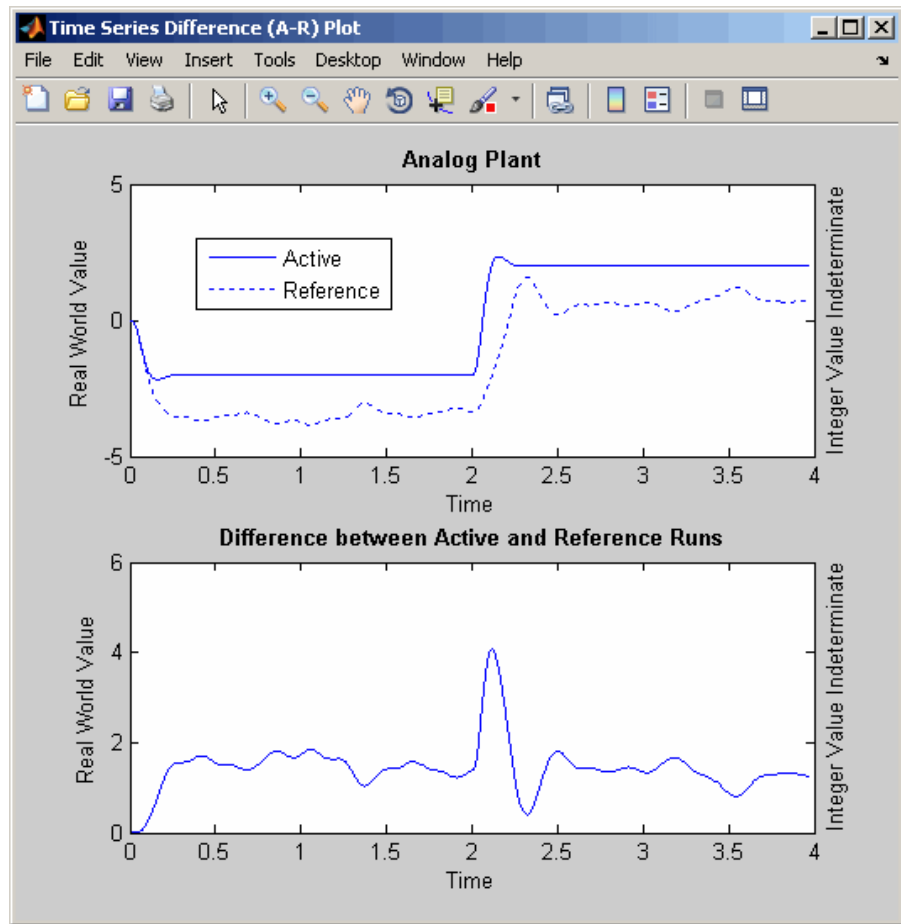 Time Series Difference (A-R) Plot
File Edit View Insert Tools Desktop Window Help
Analog Plant
5
0
-5
Real World Value
Integer Value Indeterminate
Active
Reference
0 0.5 1 1.5 2 2.5 3 3.5 4
Time
Difference between Active and Reference Runs
6
4
2
0
Real World Value
Integer Value Indeterminate
0 0.5 1 1.5 2 2.5 3 3.5 4
Time